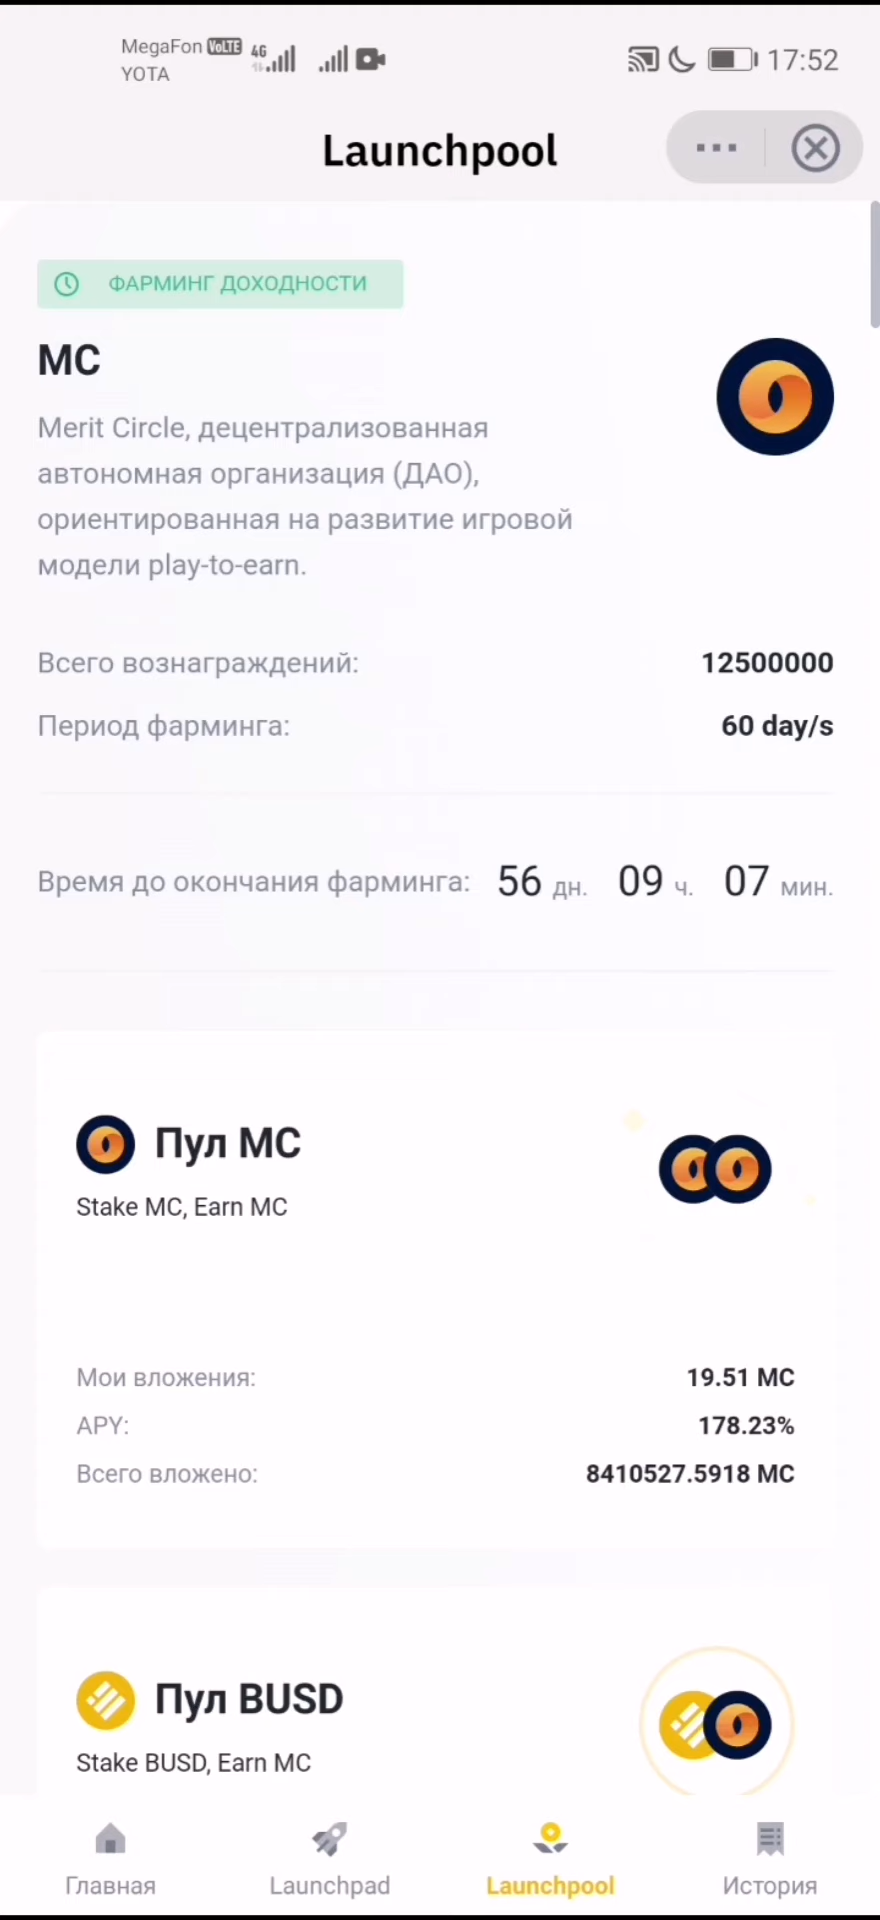 MegaFon VoLTE 4G
YOTA
17:52
Launchpool
ФАРМИНГ ДОХОДНОСТИ
MC
Merit Circle, децентрализованная
автономная организация (ДАО),
ориентированная на развитие игровой
модели play-to-earn.
Всего вознаграждений: 12500000
Период фарминга: 60 day/s
Время до окончания фарминга: 56 дн. 09 ч. 07 мин.
Пул MC
Stake MC, Earn MC
Мои вложения: 19.51 MC
APY: 178.23%
Всего вложено: 8410527.5918 MC
Пул BUSD
Stake BUSD, Earn MC
Главная Launchpad Launchpool История